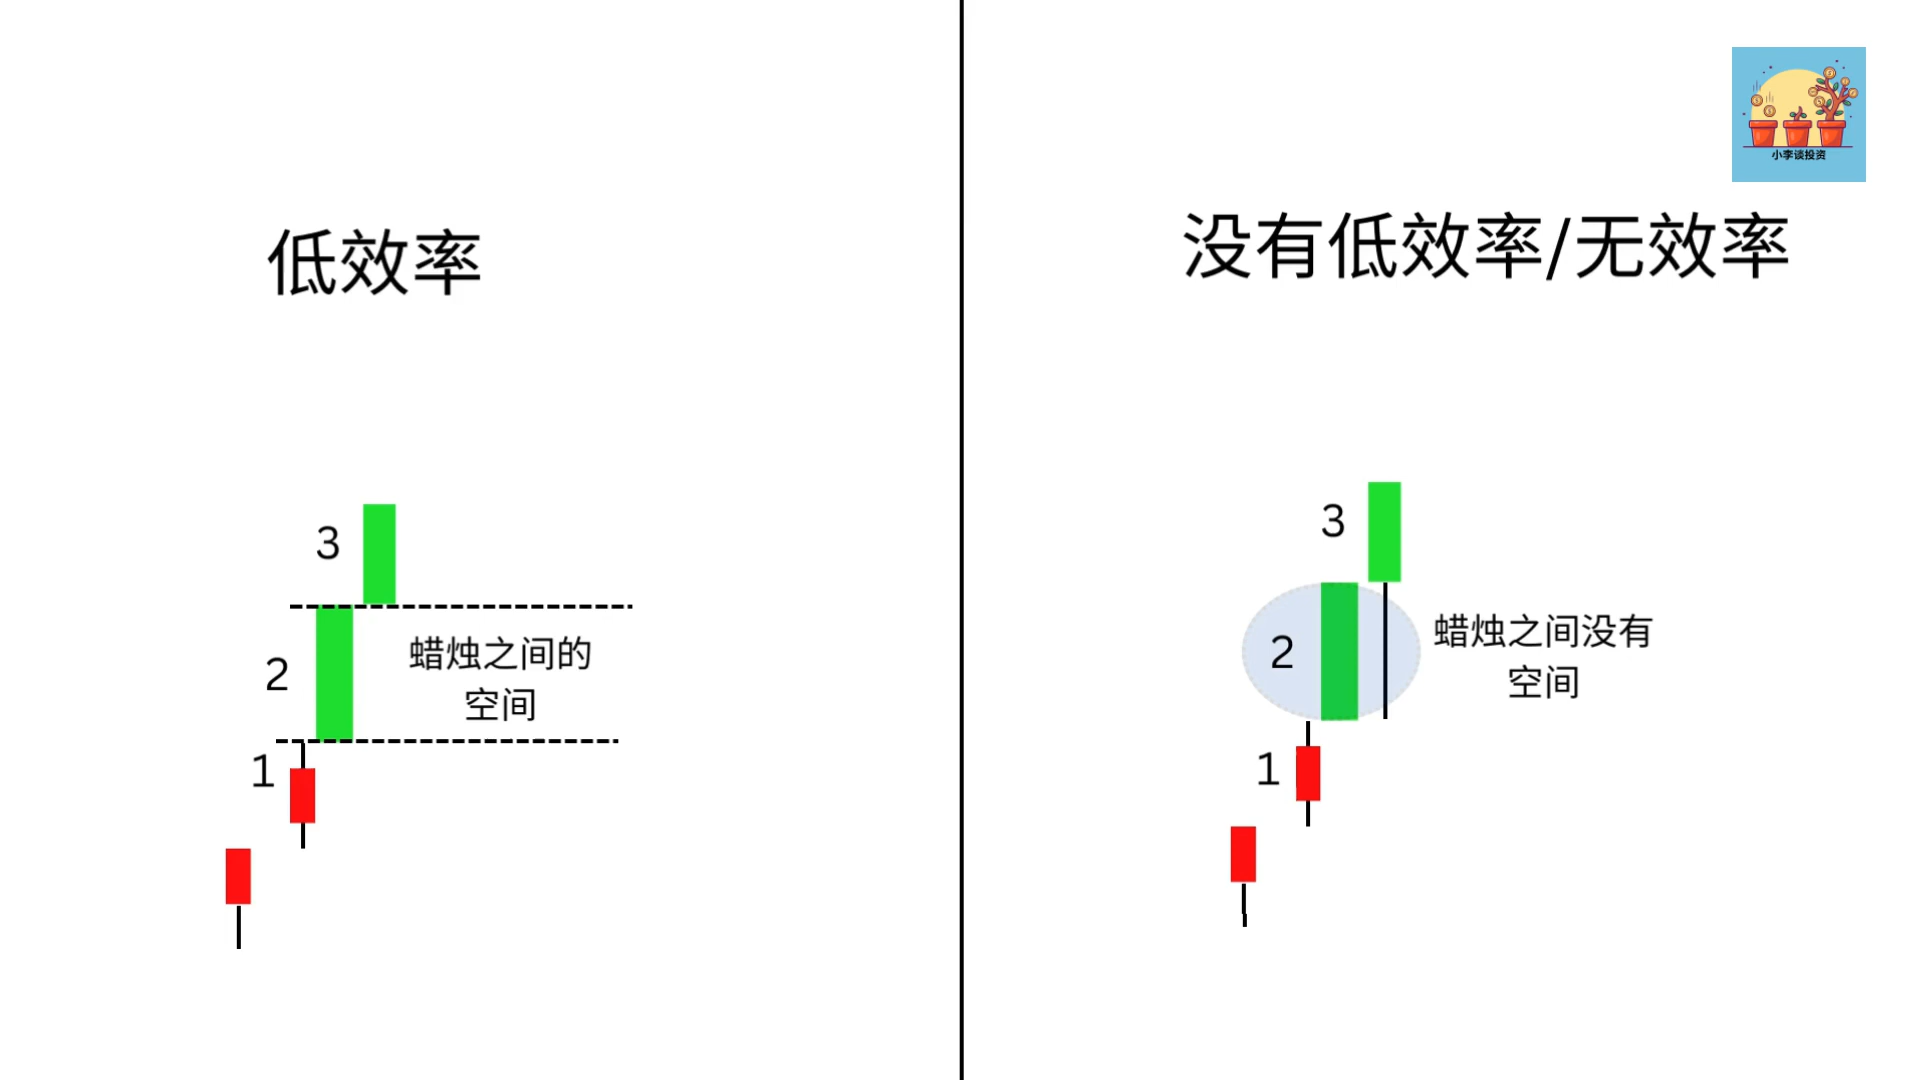 低效率
3
2
蜡烛之间的
空间
1
小李谈投资
没有低效率/无效率
3
2
蜡烛之间没有
空间
1